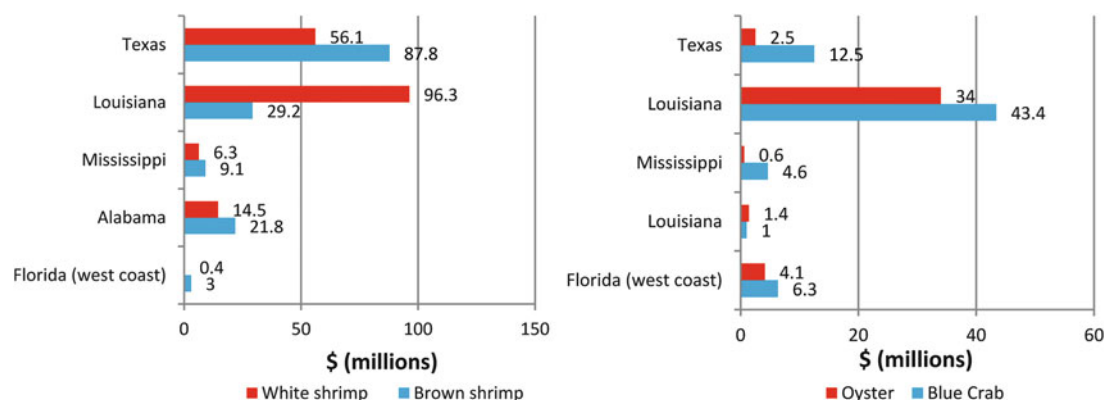 Texas
56.1
87.8
Louisiana
96.3
29.2
Mississippi
6.3
9.1
Alabama
14.5
21.8
Florida (west coast)
0.4
3
0 50 100 150
$ (millions)
White shrimp Brown shrimp
Texas
2.5
12.5
Louisiana
34
43.4
Mississippi
0.6
4.6
Louisiana
1.4
1
Florida (west coast)
4.1
6.3
0 20 40 60
$ (millions)
Oyster Blue Crab